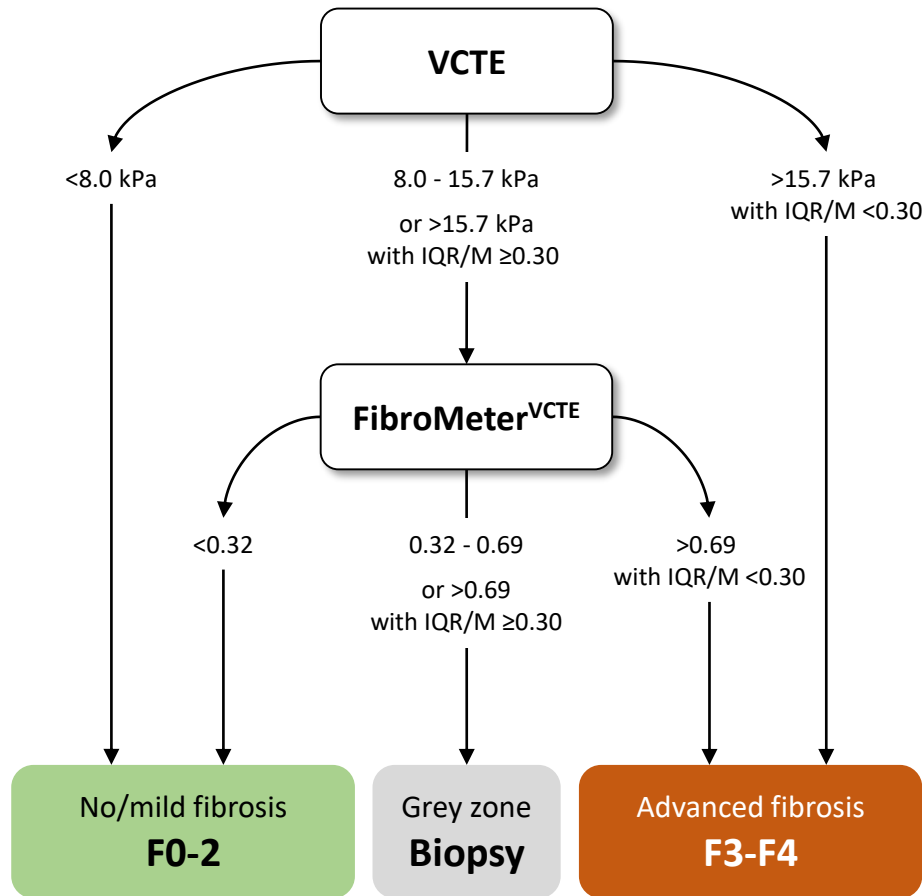 VCTE
<8.0 kPa
8.0 - 15.7 kPa
or >15.7 kPa
with IQR/M ≥0.30
>15.7 kPa
with IQR/M <0.30
FibroMeterVCTE
<0.32
0.32 - 0.69
or >0.69
with IQR/M ≥0.30
>0.69
with IQR/M <0.30
No/mild fibrosis
F0-2
Grey zone
Biopsy
Advanced fibrosis
F3-F4